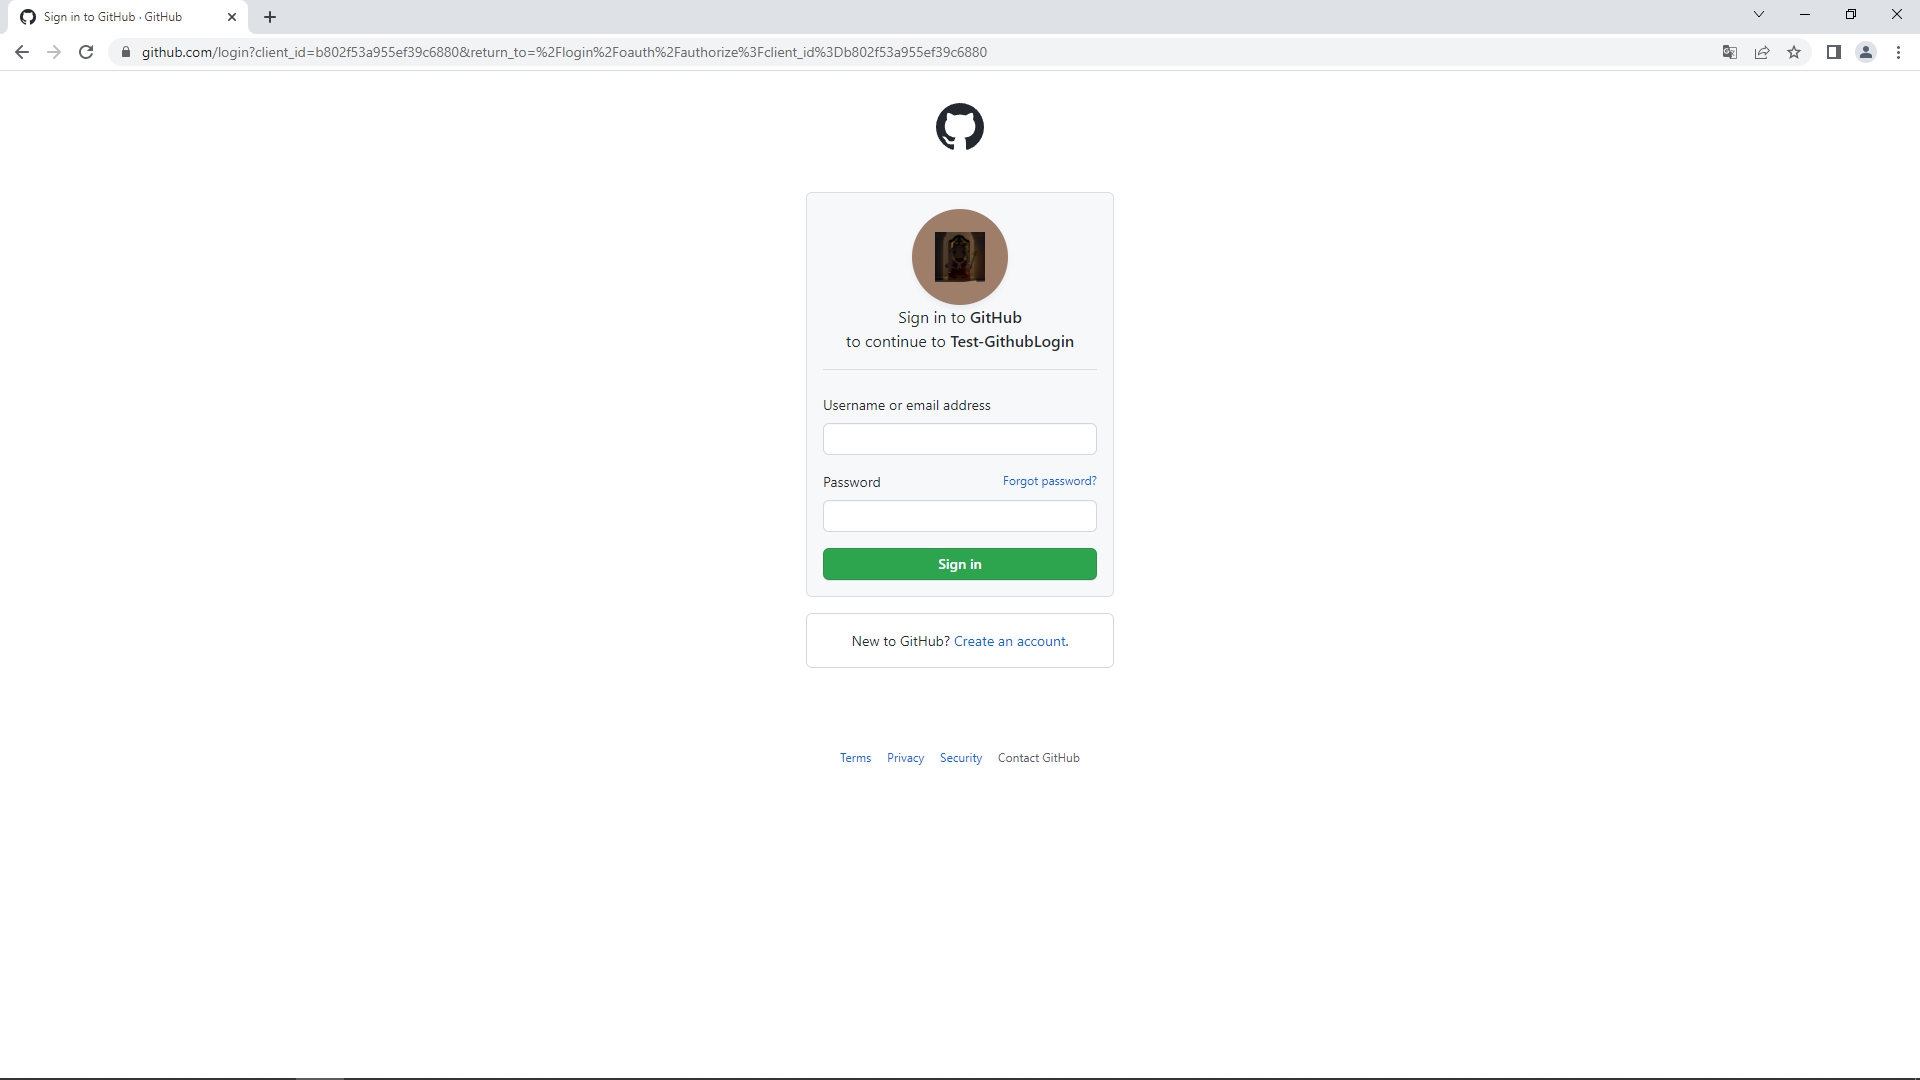 Sign in to GitHub · GitHub
github.com/login?client_id=b802f53a955ef39c6880&return_to=%2Flogin%2Foauth%2Fauthorize%3Fclient_id%3Db802f53a955ef39c6880
Sign in to GitHub
to continue to Test-GithubLogin
Username or email address
Password
Forgot password?
Sign in
New to GitHub? Create an account.
Terms Privacy Security Contact GitHub